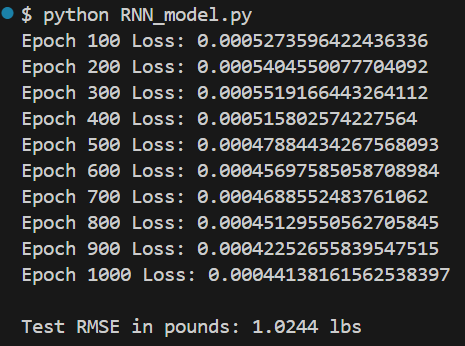 $ python RNN_model.py
Epoch 100 Loss: 0.0005273596422436336
Epoch 200 Loss: 0.0005404550077704092
Epoch 300 Loss: 0.0005519166443264112
Epoch 400 Loss: 0.000515802574227564
Epoch 500 Loss: 0.00047884434267568093
Epoch 600 Loss: 0.00045697585058708984
Epoch 700 Loss: 0.0004688552483761062
Epoch 800 Loss: 0.00045129550562705845
Epoch 900 Loss: 0.00042252655839547515
Epoch 1000 Loss: 0.00044138161562538397
Test RMSE in pounds: 1.0244 lbs